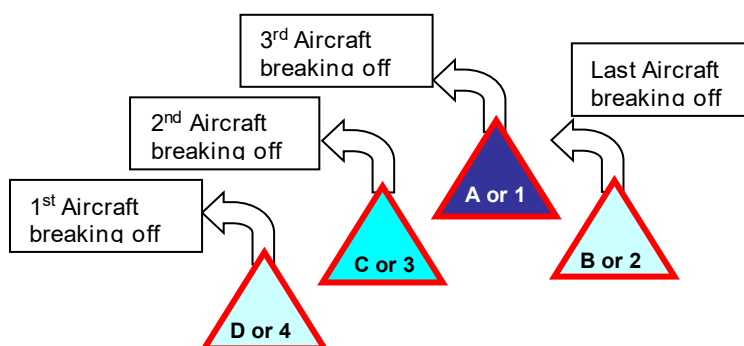 3rd Aircraft
breaking off
Last Aircraft
breaking off
2nd Aircraft
breaking off
A or 1
1st Aircraft
breaking off
C or 3
B or 2
D or 4